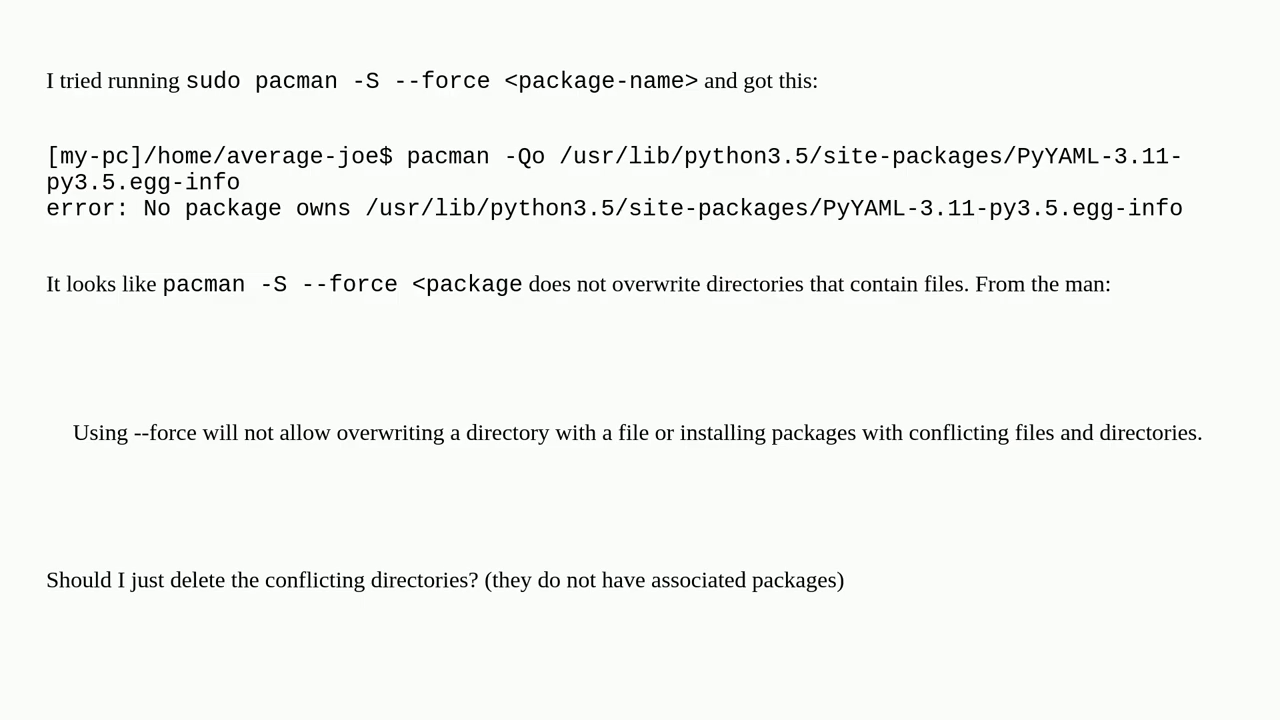 I tried running sudo pacman -S --force <package-name> and got this:
[my-pc]/home/average-joe$ pacman -Qo /usr/lib/python3.5/site-packages/PyYAML-3.11-
py3.5.egg-info
error: No package owns /usr/lib/python3.5/site-packages/PyYAML-3.11-py3.5.egg-info
It looks like pacman -S --force <package does not overwrite directories that contain files. From the man:
Using --force will not allow overwriting a directory with a file or installing packages with conflicting files and directories.
Should I just delete the conflicting directories? (they do not have associated packages)